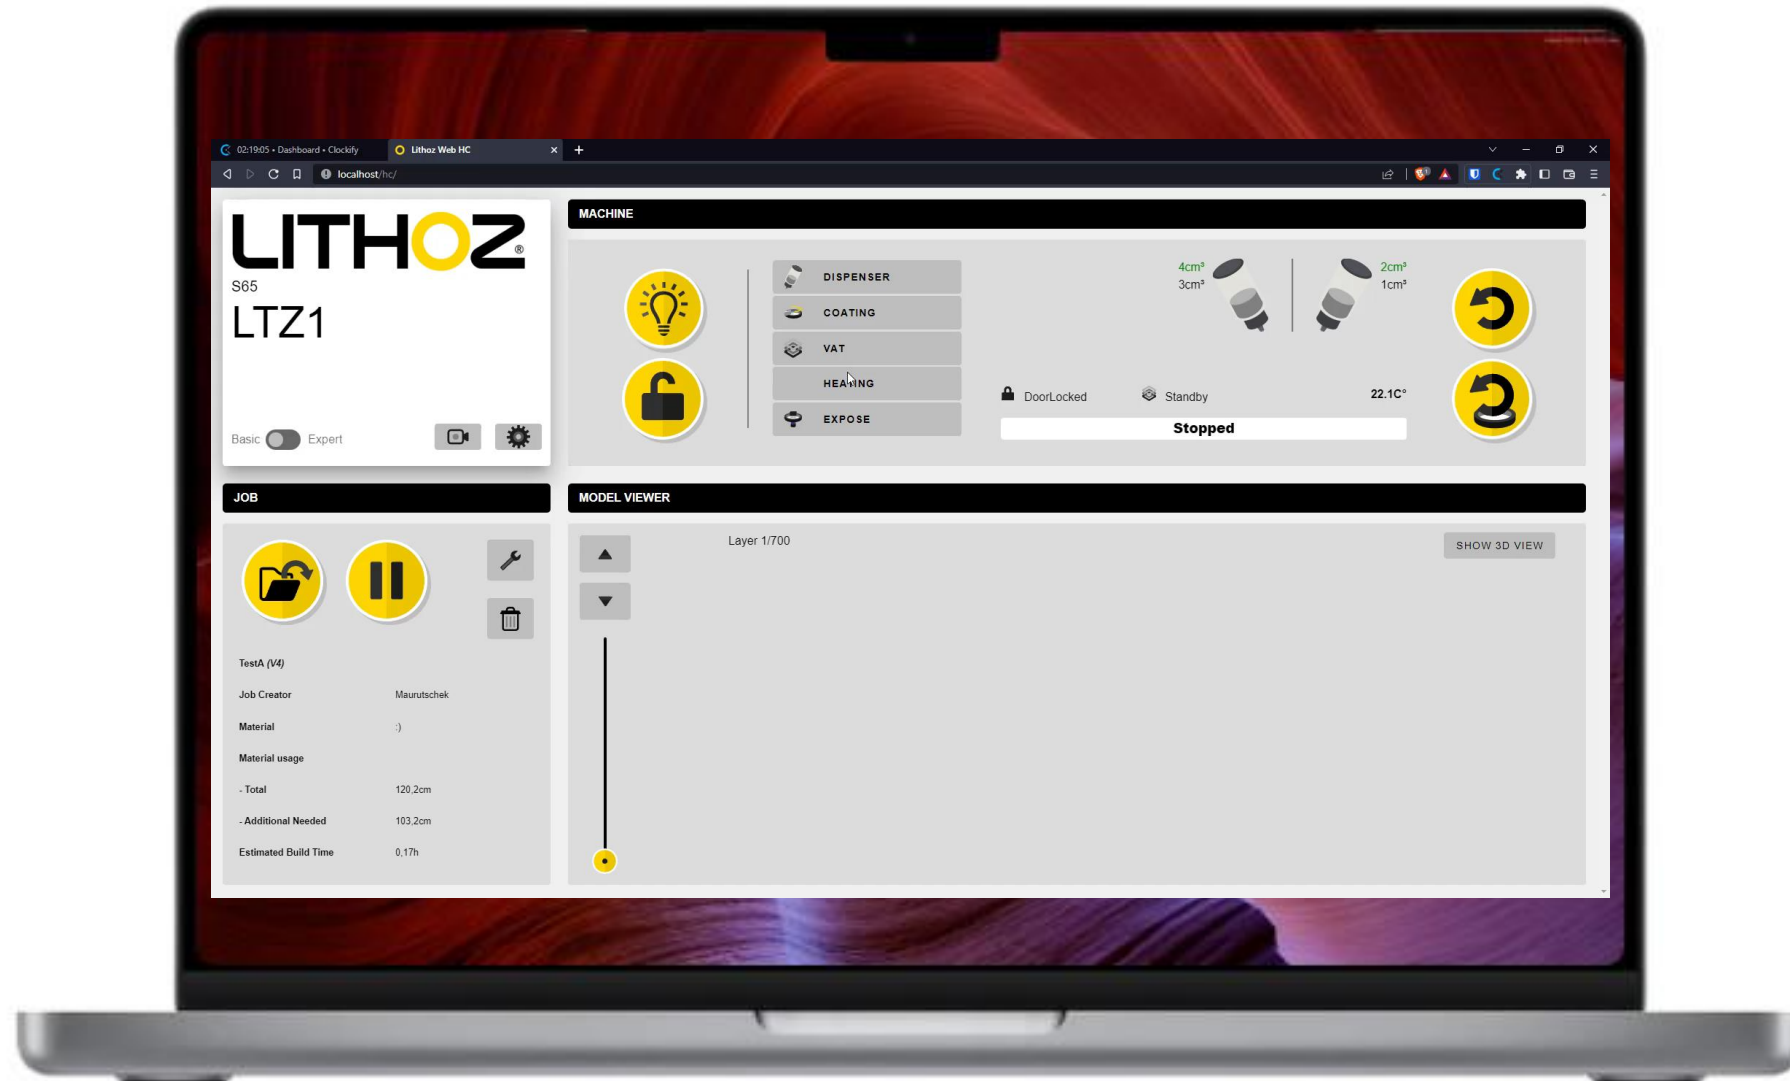 02:19:05 • Dashboard • Clockify
Lithoz Web HC
localhost/hc/
LITHOZ®
S65
LTZ1
Basic
Expert
MACHINE
DISPENSER
COATING
VAT
HEATING
EXPOSE
4cm³
3cm³
2cm³
1cm³
DoorLocked
Standby
22.1C°
Stopped
JOB
TestA (V4)
Job Creator Maurutschek
Material :)
Material usage
- Total 120,2cm
- Additional Needed 103,2cm
Estimated Build Time 0,17h
MODEL VIEWER
Layer 1/700
SHOW 3D VIEW